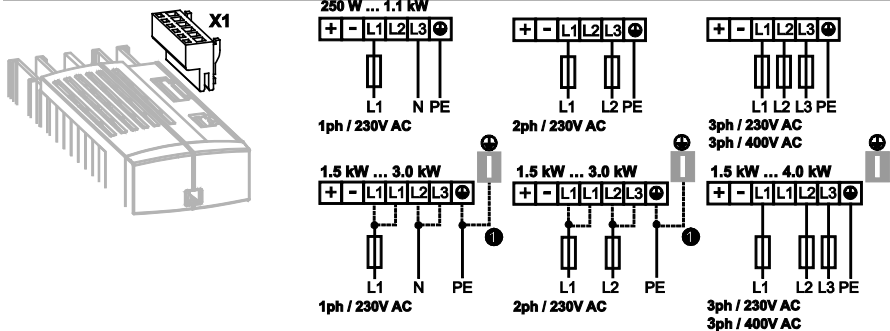 X1
250 W ... 1.1 kW
+ - L1 L2 L3
L1 N PE
1ph / 230V AC
+ - L1 L2 L3
L1 L2 PE
2ph / 230V AC
+ - L1 L2 L3
L1 L2 L3 PE
3ph / 230V AC
3ph / 400V AC
1.5 kW ... 3.0 kW
+ - L1 L1 L2 L3
1
L1 N PE
1ph / 230V AC
1.5 kW ... 3.0 kW
+ - L1 L1 L2 L3
1
L1 L2 PE
2ph / 230V AC
1.5 kW ... 4.0 kW
+ - L1 L1 L2 L3
L1 L2 L3 PE
3ph / 230V AC
3ph / 400V AC